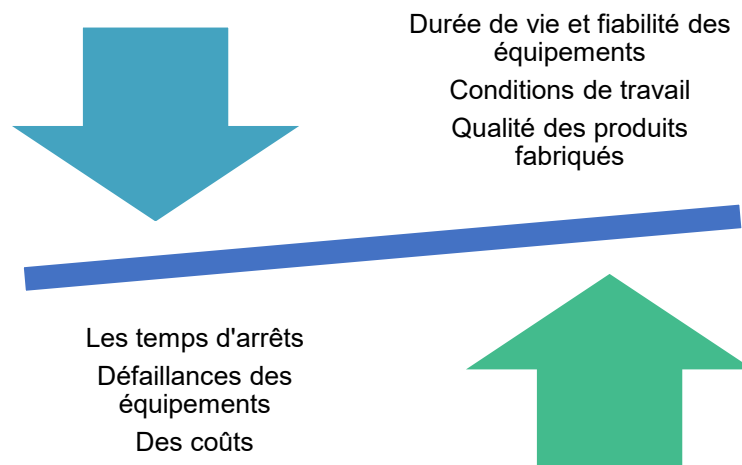 Durée de vie et fiabilité des
équipements
Conditions de travail
Qualité des produits
fabriqués
Les temps d'arrêts
Défaillances des
équipements
Des coûts